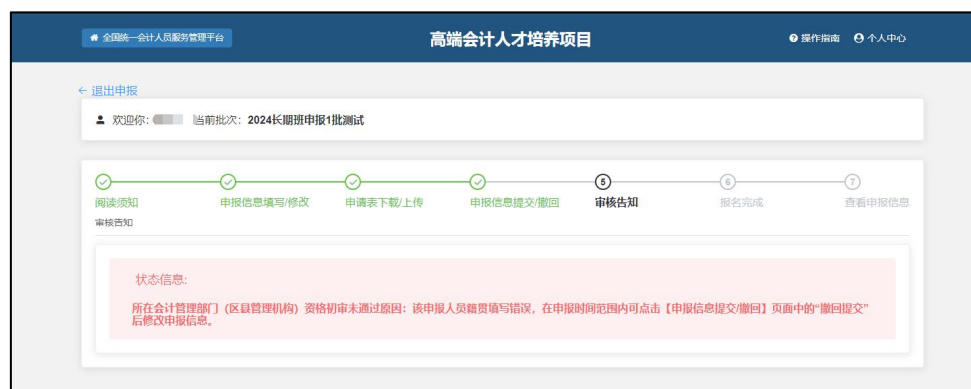 全国统一会计人员服务管理平台
高端会计人才培养项目
操作指南
个人中心
← 退出申报
欢迎你: 当前批次: 2024长期班申报1批测试
5
6
7
阅读须知
申报信息填写/修改
申请表下载/上传
申报信息提交/撤回
审核告知
报名完成
查看申报信息
审核告知
状态信息:
所在会计管理部门（区县管理机构）资格初审未通过原因：该申报人员籍贯填写错误，在申报时间范围内可点击【申报信息提交/撤回】页面中的“撤回提交”
后修改申报信息。